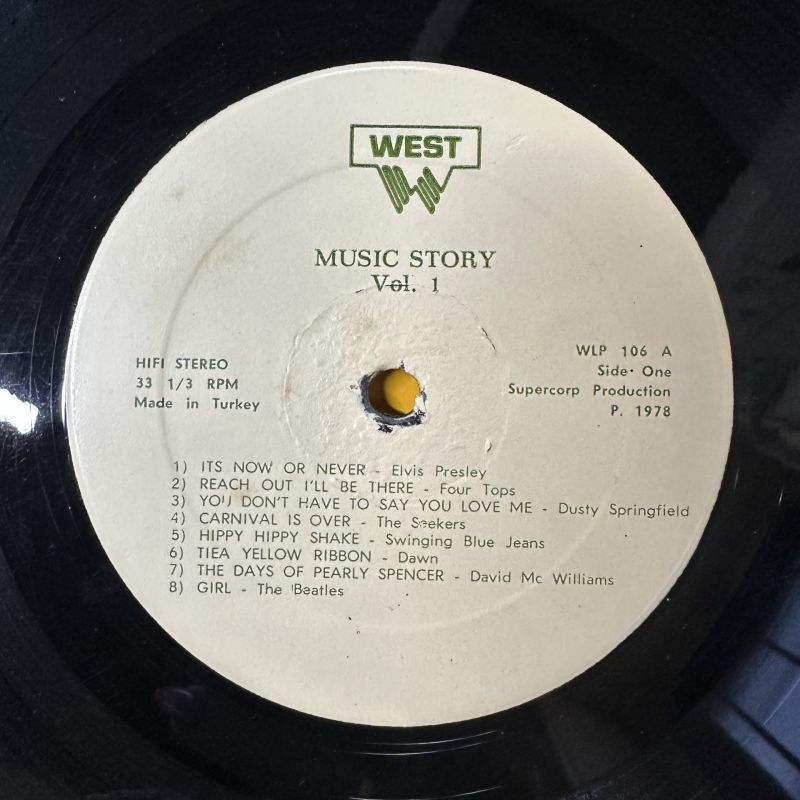 WEST
MUSIC STORY
Vol. 1
HIFI STEREO
33 1/3 RPM
Made in Turkey
WLP 106 A
Side· One
Supercorp Production
P. 1978
1) ITS NOW OR NEVER - Elvis Presley
2) REACH OUT I'LL BE THERE - Four Tops
3) YOU DON'T HAVE TO SAY YOU LOVE ME - Dusty Springfield
4) CARNIVAL IS OVER - The Seekers
5) HIPPY HIPPY SHAKE - Swinging Blue Jeans
6) TIEA YELLOW RIBBON - Dawn
7) THE DAYS OF PEARLY SPENCER - David Mc Williams
8) GIRL - The Beatles